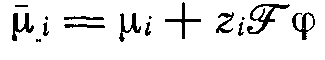 μ̄ᵢ = μᵢ + zᵢℱφ